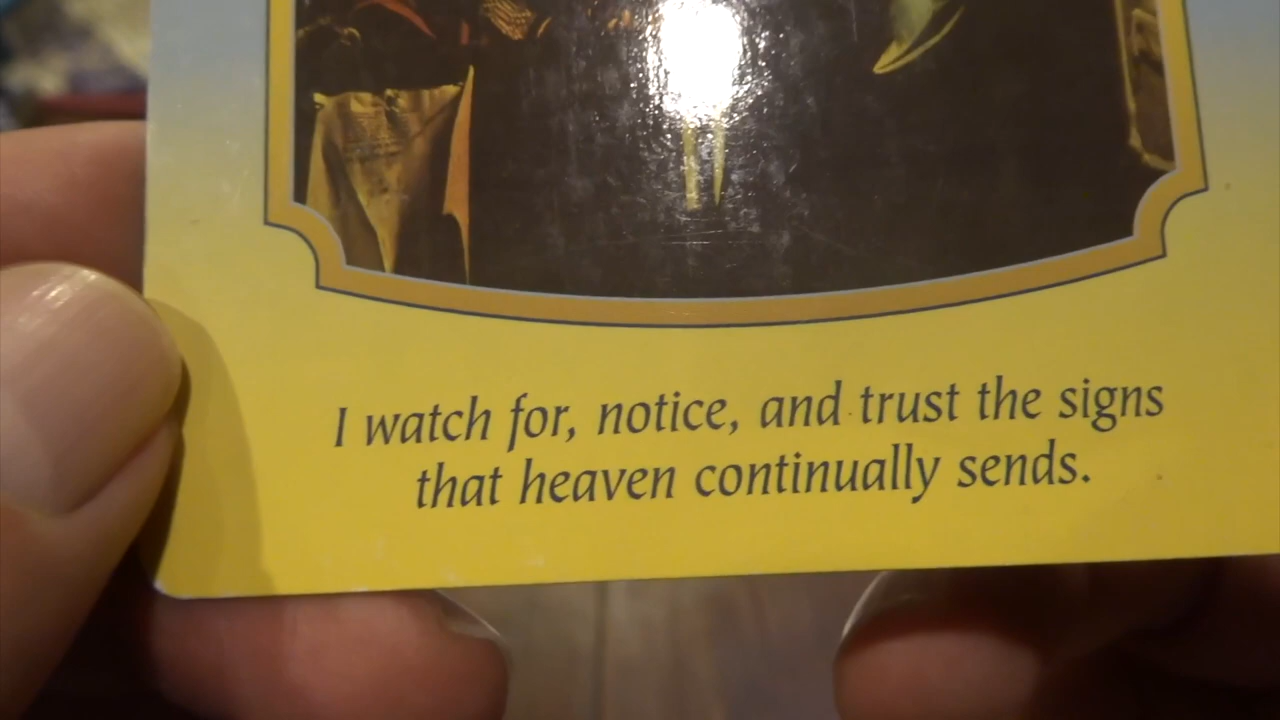 I watch for, notice, and trust the signs
that heaven continually sends.